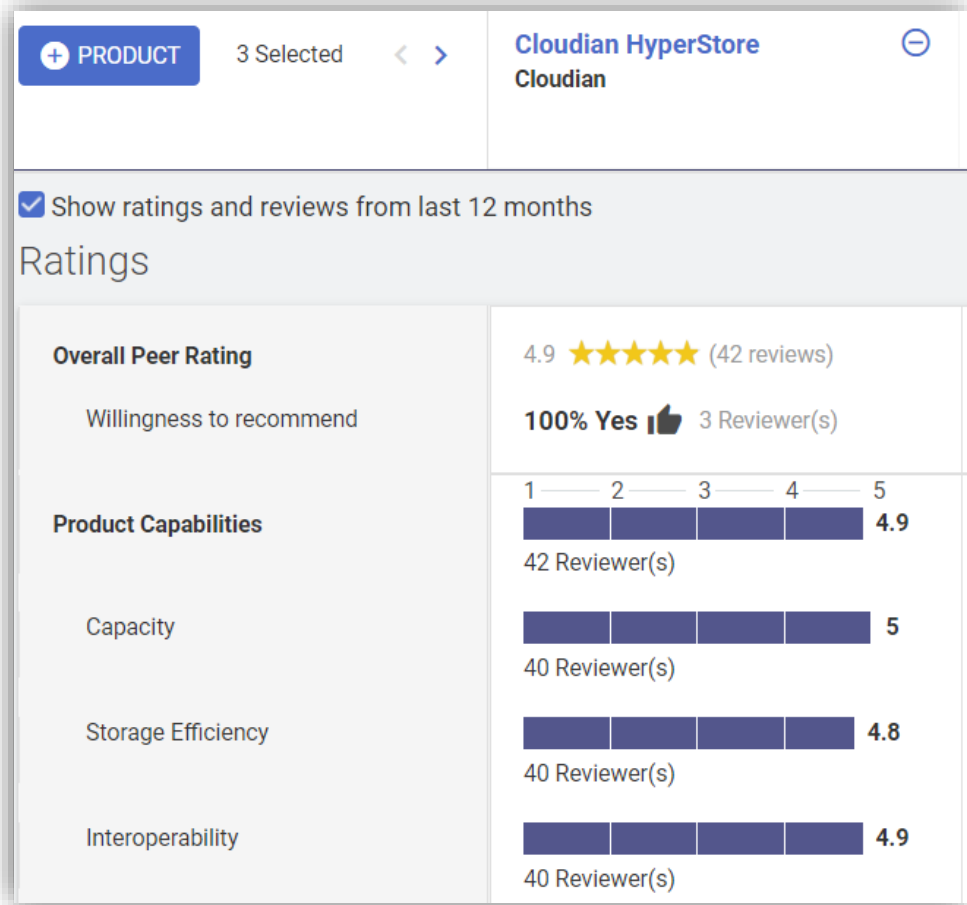 PRODUCT 3 Selected
Cloudian HyperStore
Cloudian
Show ratings and reviews from last 12 months
Ratings
Overall Peer Rating
4.9 (42 reviews)
Willingness to recommend
100% Yes 3 Reviewer(s)
1 2 3 4 5
Product Capabilities
4.9
42 Reviewer(s)
Capacity
5
40 Reviewer(s)
Storage Efficiency
4.8
40 Reviewer(s)
Interoperability
4.9
40 Reviewer(s)